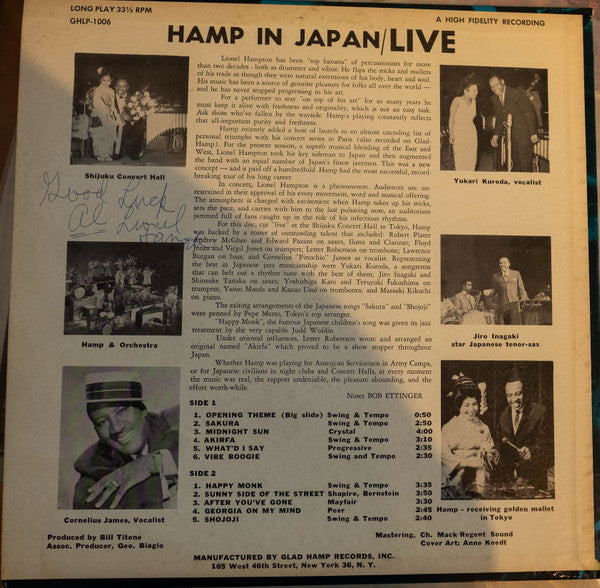 LONG PLAY 33⅓ RPM
GHLP-1006
A HIGH FIDELITY RECORDING
HAMP IN JAPAN/LIVE
Lionel Hampton has been "top banana" of percussionists for more
than two decades - both as drummer and vibist. He flips the sticks and mallets
of his trade as though they were natural extensions of his body, heart and soul.
His music has been a source of genuine pleasure for folks all over the world —
and he has never stopped progressing in his art.
For a performer to stay "on top of his art" for so many years he
must keep it alive with freshness and originality, which is not an easy task.
Ask those who've fallen by the wayside. Hamp's playing constantly reflects
that all-important purity and freshness.
Hamp recently added a host of laurels to an almost unending list of
personal triumphs with his concert series in Paris (also recorded on Glad-
Hamp). For the present session, a superb musical blending of the East and
West, Lionel Hampton took his key sideman to Japan and then augmented
the band with an equal number of Japan's finest jazzmen. This was a new
concept — and it paid off a hundredfold. Hamp had the most successful, record-
breaking tour of his long career.
In concert, Lionel Hampton is a phenomenon. Audiences are un-
restrained in their approval of his every movement, word and musical offering.
The atmosphere is charged with excitement when Hamp takes up his sticks,
sets the pace, and carries with him to the last pulsating note, an auditorium
jammed full of fans caught up in the tide of his infectious rhythms.
For this disc, cut "live" at the Shijuku Concert Hall in Tokyo, Hamp
was backed by a roster of outstanding talent that included: Robert Plater
Andrew McGhee and Edward Pazant on saxes, flutes and Clarinet; Floyd
Jones and Virgil Jones on trumpets; Lester Robertson on trombone; Lawrence
Burgan on bass; and Cornelius "Pinochio" James as vocalist. Representing
the best in Japanese jazz musicianship were Yukari Kuroda, a songstress
that can belt out a rhythm tune with the best of them; Jiro Inagaki and
Shinsuke Tanaka on saxes; Yoshishiga Kato and Teruyuki Fukushima on
trumpets; Yasuo Maeda and Kazuo Usui on trombones; and Masaaki Kikuchi
on piano.
The exiting arrangements of the Japanese songs "Sakura" and "Shojoji"
were penned by Pepe Merto, Tokyo's top arranger.
"Happy Monk", the famous Japanese children's song was given its jazz
treatment by the very capable Judd Woldin.
Under oriental influences, Lester Robertson wrote and arranged an
original named "Akirfa" which proved to be a show stopper throughout
Japan.
Whether Hamp was playing for American Servicemen in Army Camps,
or for Japanese civilians in night clubs and Concert Halls, at every moment
the music was real, the rapport undeniable, the pleasure abounding, and the
effort worth-while.
Notes BOB ETTINGER
Shijuku Concert Hall
Good Luck
Al Lionel
Hamp & Orchestra
Cornelius James, Vocalist
Yukari Kuroda, vocalist
Jiro Inagaki
star Japanese tenor-sax
Hamp - receiving golden mallet
in Tokyo
SIDE 1
1. OPENING THEME (Big slide) Swing & Tempo 0:50
2. SAKURA Swing & Tempo 2:50
3. MIDNIGHT SUN Crystal 4:00
4. AKIRFA Swing & Tempo 3:10
5. WHAT'D I SAY Progressive 2:35
6. VIBE BOOGIE Swing and Tempo 2:30
SIDE 2
1. HAPPY MONK Swing & Tempo 3:35
2. SUNNY SIDE OF THE STREET Shapiro, Bernstein 3:50
3. AFTER YOU'VE GONE Mayfair 3:30
4. GEORGIA ON MY MIND Peer 2:45
5. SHOJOJI Swing & Tempo 2:40
Produced by Bill Titone
Assoc. Producer, Geo. Biagio
Mastering, Ch. Mack-Regent Sound
Cover Art: Anne Koedt
MANUFACTURED BY GLAD HAMP RECORDS, INC.
165 West 46th Street, New York 36, N. Y.